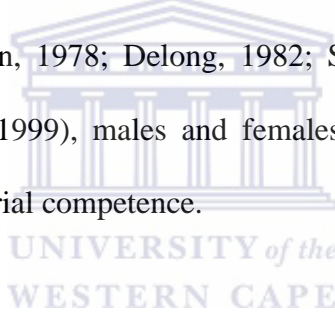 n, 1978; Delong, 1982; S
1999), males and females
rial competence.
UNIVERSITY of the
WESTERN CAPE